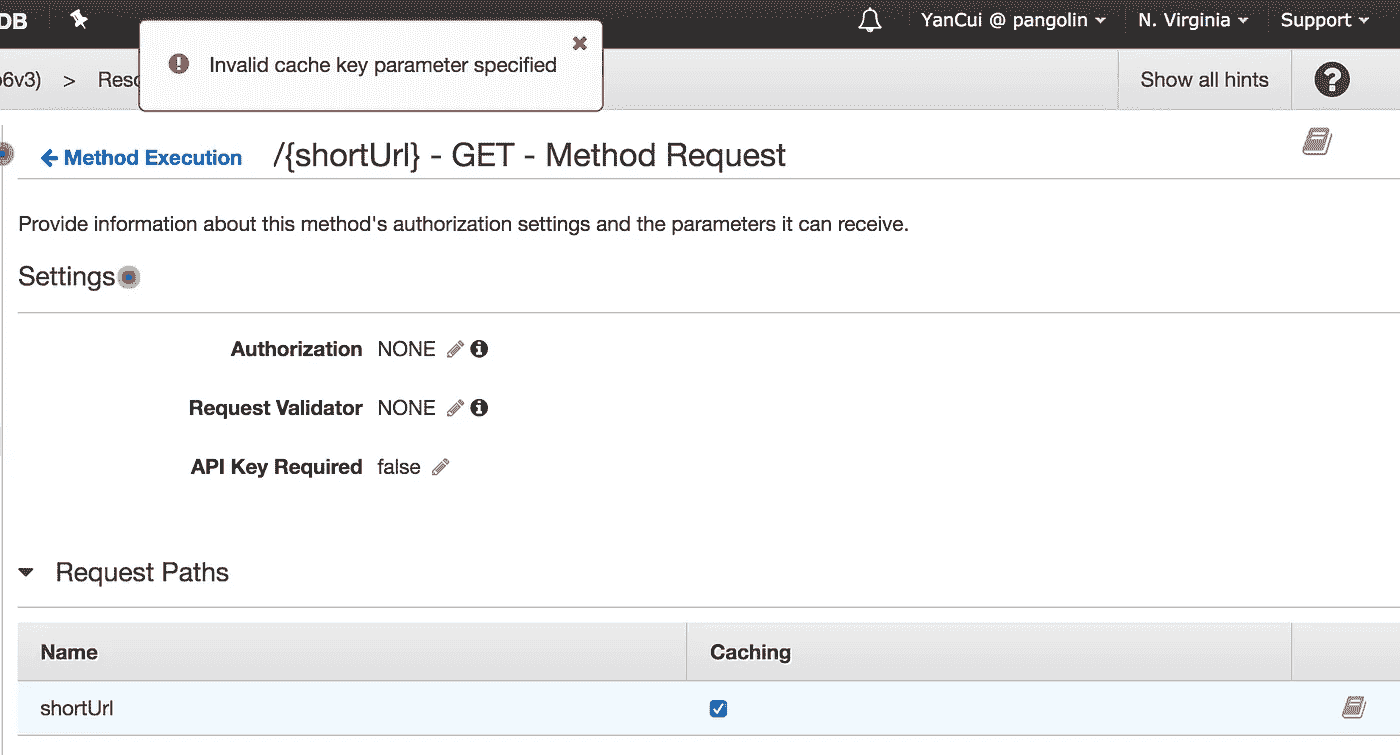 DB YanCui @ pangolin N. Virginia Support
Invalid cache key parameter specified
6v3) > Reso Show all hints
Method Execution /{shortUrl} - GET - Method Request
Provide information about this method's authorization settings and the parameters it can receive.
Settings
Authorization NONE
Request Validator NONE
API Key Required false
Request Paths
Name Caching
shortUrl